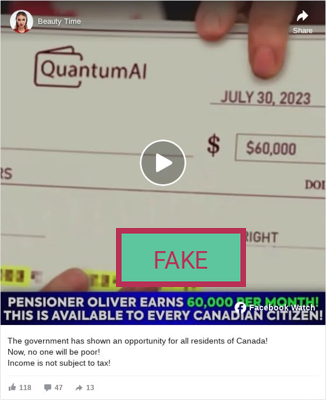 Beauty Time
Share
QuantumAI
JULY 30, 2023
$
$60,000
RS
DOI
RIGHT
FAKE
PENSIONER OLIVER EARNS 60,000 PER MONTH!
Facebook Watch
THIS IS AVAILABLE TO EVERY CANADIAN CITIZEN!
The government has shown an opportunity for all residents of Canada!
Now, no one will be poor!
Income is not subject to tax!
118 47 13